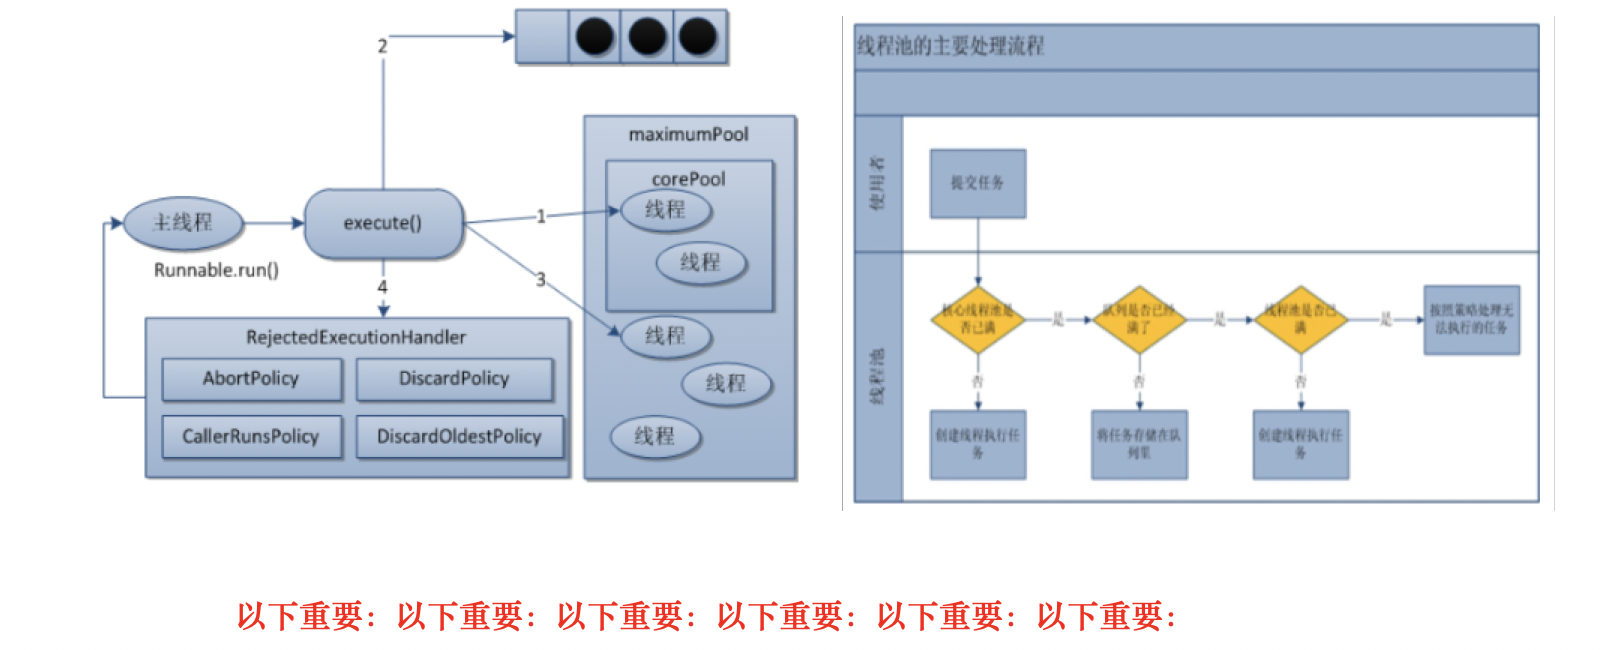 2
maximumPool
corePool
线程
线程
主线程
execute()
1
Runnable.run()
3
4
线程
线程
线程
RejectedExecutionHandler
AbortPolicy
DiscardPolicy
CallerRunsPolicy
DiscardOldestPolicy
线程池的主要处理流程
使用者
提交任务
线程池
核心线程池是
否已满
是
队列是否已经
满了
是
线程池是否已
满
是
按照策略处理无
法执行的任务
否
否
否
创建线程执行任
务
将任务存储在队
列里
创建线程执行任
务
以下重要：以下重要：以下重要：以下重要：以下重要：以下重要：